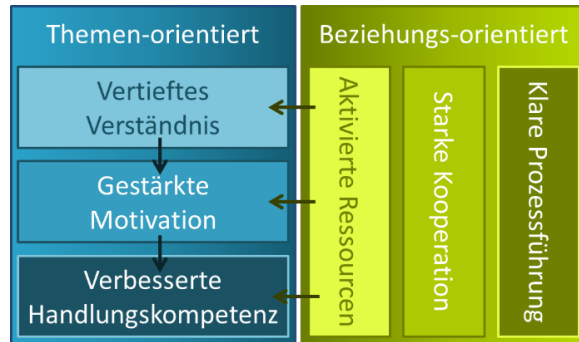 Themen-orientiert
Vertieftes
Verständnis
Gestärkte
Motivation
Verbesserte
Handlungskompetenz
Beziehungs-orientiert
Aktivierte Ressourcen
Starke Kooperation
Klare Prozessführung